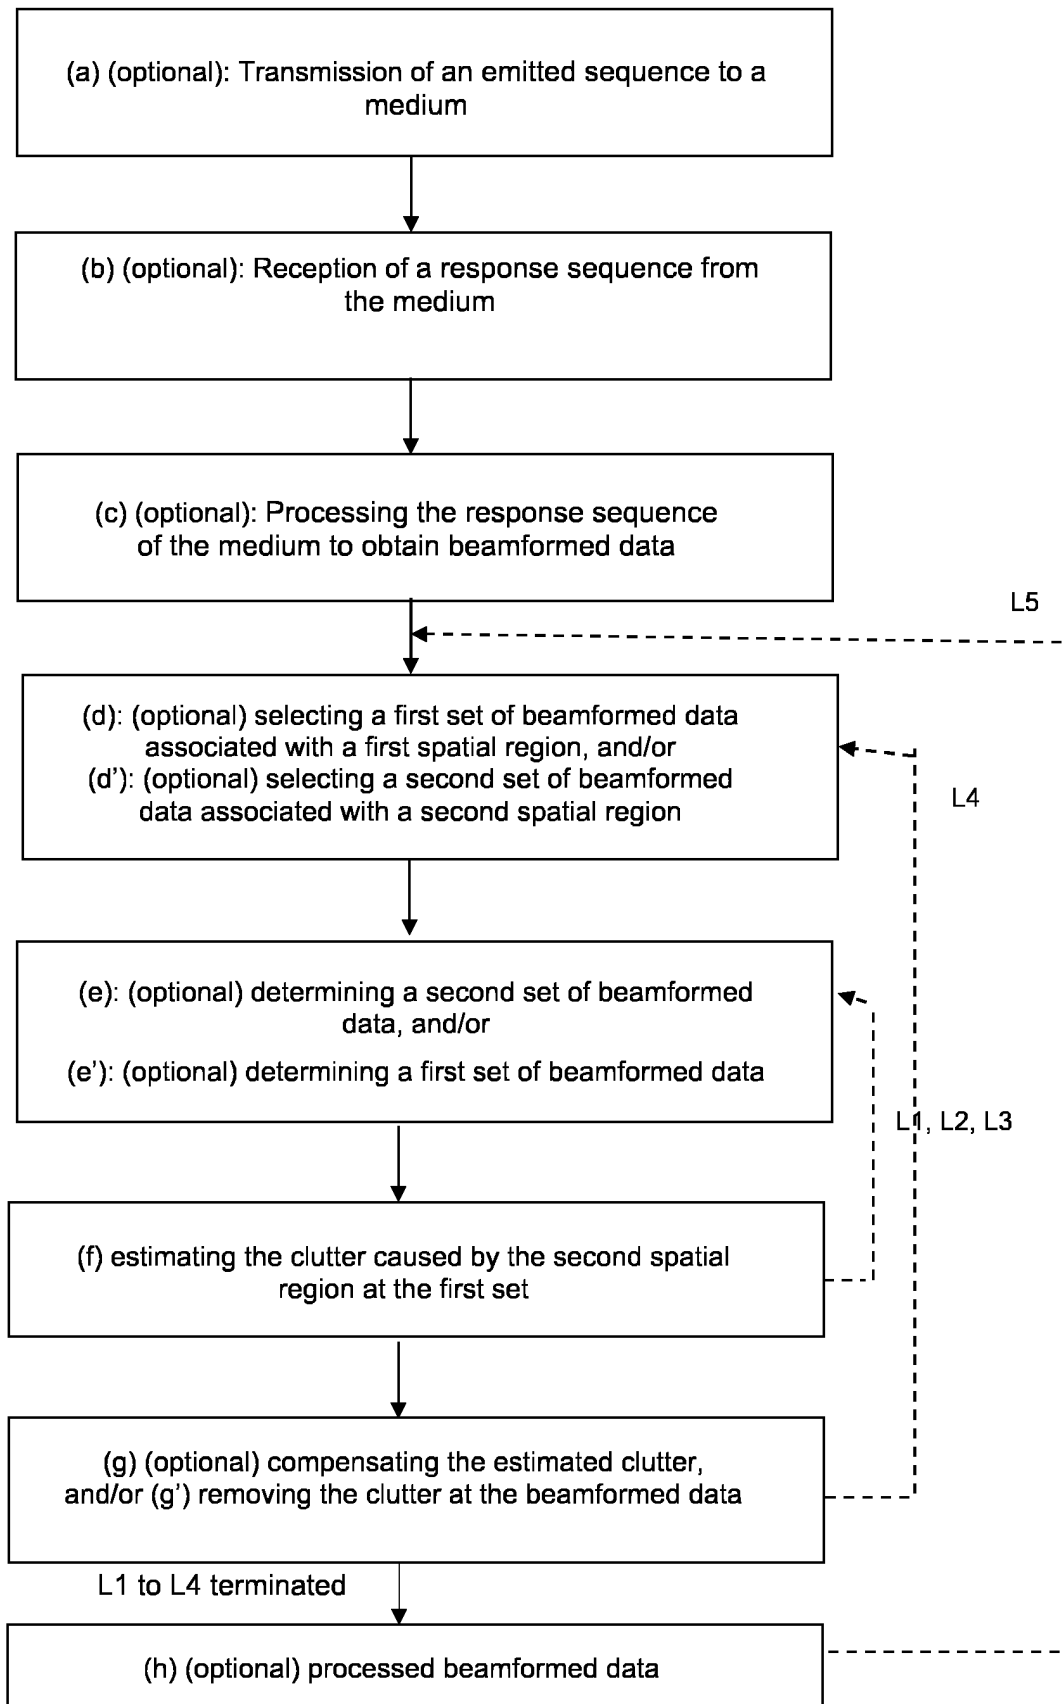 (a) (optional): Transmission of an emitted sequence to a
medium
(b) (optional): Reception of a response sequence from
the medium
(c) (optional): Processing the response sequence
of the medium to obtain beamformed data
L5
(d): (optional) selecting a first set of beamformed data
associated with a first spatial region, and/or
(d’): (optional) selecting a second set of beamformed
data associated with a second spatial region
L4
(e): (optional) determining a second set of beamformed
data, and/or
(e’): (optional) determining a first set of beamformed data
L1, L2, L3
(f) estimating the clutter caused by the second spatial
region at the first set
(g) (optional) compensating the estimated clutter,
and/or (g’) removing the clutter at the beamformed data
L1 to L4 terminated
(h) (optional) processed beamformed data